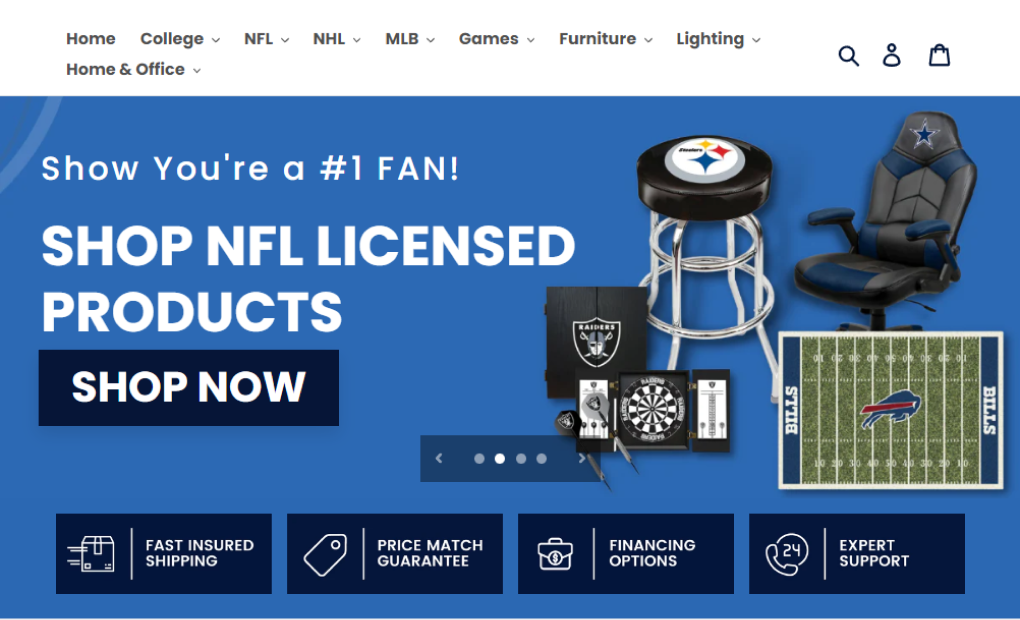 Home College NFL NHL MLB Games Furniture Lighting
Home & Office
Show You're a #1 FAN!
SHOP NFL LICENSED
PRODUCTS
SHOP NOW
Steelers
RAIDERS
RAIDERS
BILLS
BILLS
FAST INSURED
SHIPPING
PRICE MATCH
GUARANTEE
FINANCING
OPTIONS
24
EXPERT
SUPPORT